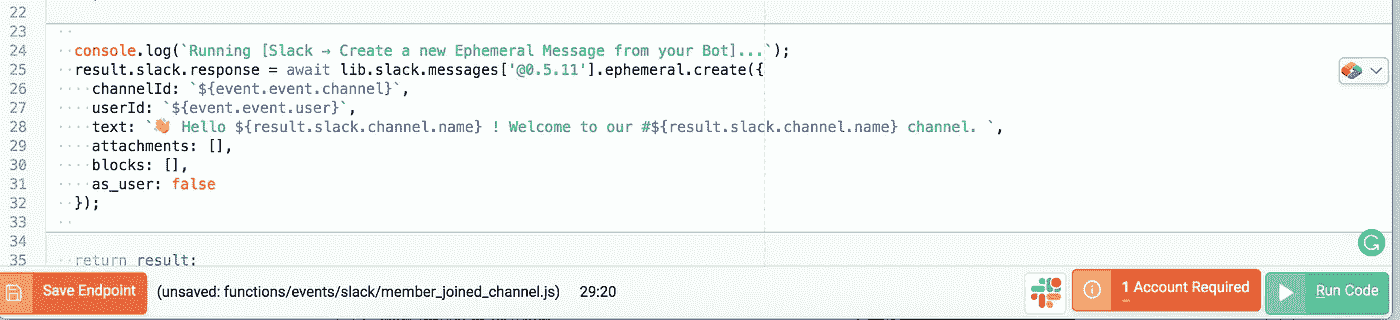 22
23
24 console.log(`Running [Slack → Create a new Ephemeral Message from your Bot]...`);
25 result.slack.response = await lib.slack.messages['@0.5.11'].ephemeral.create({
26 channelId: `${event.event.channel}`,
27 userId: `${event.event.user}`,
28 text: `👋 Hello ${result.slack.channel.name} ! Welcome to our #${result.slack.channel.name} channel. `,
29 attachments: [],
30 blocks: [],
31 as_user: false
32 });
33
34
35 return result;
Save Endpoint (unsaved: functions/events/slack/member_joined_channel.js) 29:20 1 Account Required Run Code